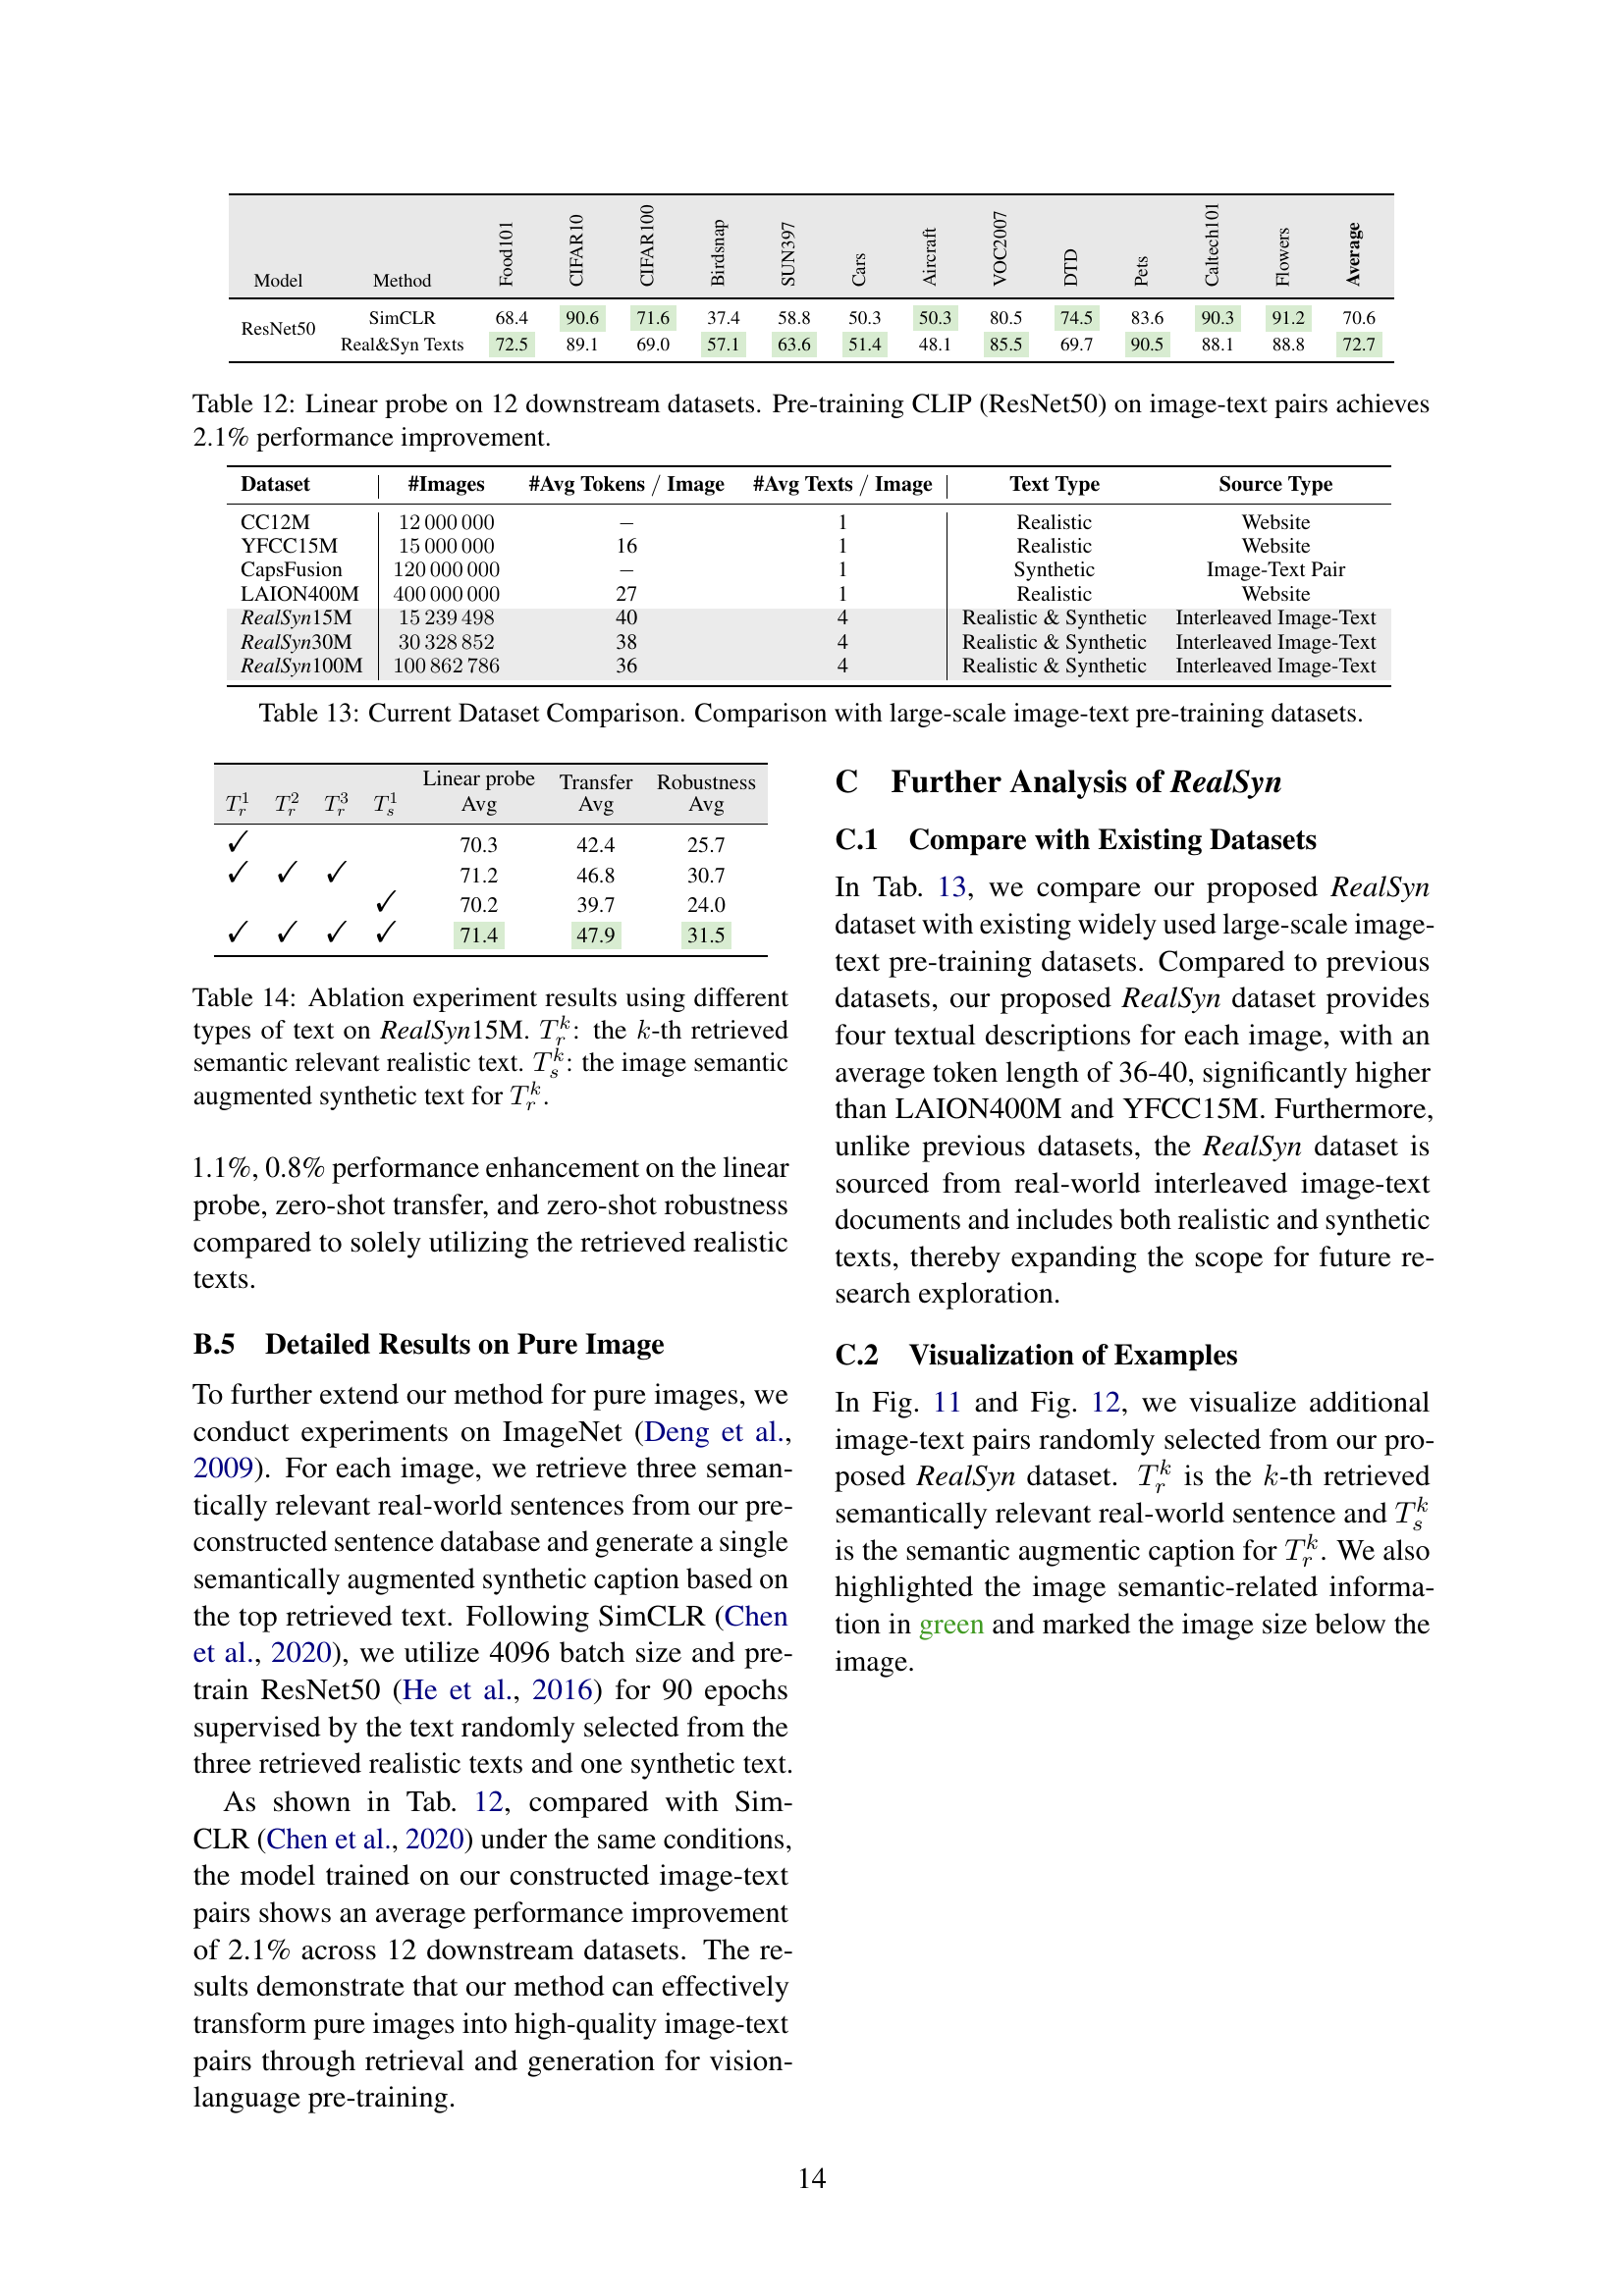 Model Method Food101 CIFAR10 CIFAR100 Birdsnap SUN397 Cars Aircraft VOC2007 DTD Pets Caltech101 Flowers Average
ResNet50
SimCLR 68.4 90.6 71.6 37.4 58.8 50.3 50.3 80.5 74.5 83.6 90.3 91.2 70.6
Real&Syn Texts 72.5 89.1 69.0 57.1 63.6 51.4 48.1 85.5 69.7 90.5 88.1 88.8 72.7
Table 12: Linear probe on 12 downstream datasets. Pre-training CLIP (ResNet50) on image-text pairs achieves
2.1% performance improvement.
Dataset #Images #Avg Tokens / Image #Avg Texts / Image Text Type Source Type
CC12M 12 000 000 – 1 Realistic Website
YFCC15M 15 000 000 16 1 Realistic Website
CapsFusion 120 000 000 – 1 Synthetic Image-Text Pair
LAION400M 400 000 000 27 1 Realistic Website
RealSyn15M 15 239 498 40 4 Realistic & Synthetic Interleaved Image-Text
RealSyn30M 30 328 852 38 4 Realistic & Synthetic Interleaved Image-Text
RealSyn100M 100 862 786 36 4 Realistic & Synthetic Interleaved Image-Text
Table 13: Current Dataset Comparison. Comparison with large-scale image-text pre-training datasets.
T_r^1 T_r^2 T_r^3 T_s^1 Linear probe Avg Transfer Avg Robustness Avg
✓ 70.3 42.4 25.7
✓ ✓ ✓ 71.2 46.8 30.7
✓ 70.2 39.7 24.0
✓ ✓ ✓ ✓ 71.4 47.9 31.5
Table 14: Ablation experiment results using different
types of text on RealSyn15M. T_r^k: the k-th retrieved
semantic relevant realistic text. T_s^k: the image semantic
augmented synthetic text for T_r^k.
1.1%, 0.8% performance enhancement on the linear
probe, zero-shot transfer, and zero-shot robustness
compared to solely utilizing the retrieved realistic
texts.
B.5 Detailed Results on Pure Image
To further extend our method for pure images, we
conduct experiments on ImageNet (Deng et al.,
2009). For each image, we retrieve three seman-
tically relevant real-world sentences from our pre-
constructed sentence database and generate a single
semantically augmented synthetic caption based on
the top retrieved text. Following SimCLR (Chen
et al., 2020), we utilize 4096 batch size and pre-
train ResNet50 (He et al., 2016) for 90 epochs
supervised by the text randomly selected from the
three retrieved realistic texts and one synthetic text.
As shown in Tab. 12, compared with Sim-
CLR (Chen et al., 2020) under the same conditions,
the model trained on our constructed image-text
pairs shows an average performance improvement
of 2.1% across 12 downstream datasets. The re-
sults demonstrate that our method can effectively
transform pure images into high-quality image-text
pairs through retrieval and generation for vision-
language pre-training.
C Further Analysis of RealSyn
C.1 Compare with Existing Datasets
In Tab. 13, we compare our proposed RealSyn
dataset with existing widely used large-scale image-
text pre-training datasets. Compared to previous
datasets, our proposed RealSyn dataset provides
four textual descriptions for each image, with an
average token length of 36-40, significantly higher
than LAION400M and YFCC15M. Furthermore,
unlike previous datasets, the RealSyn dataset is
sourced from real-world interleaved image-text
documents and includes both realistic and synthetic
texts, thereby expanding the scope for future re-
search exploration.
C.2 Visualization of Examples
In Fig. 11 and Fig. 12, we visualize additional
image-text pairs randomly selected from our pro-
posed RealSyn dataset. T_r^k is the k-th retrieved
semantically relevant real-world sentence and T_s^k
is the semantic augmentic caption for T_r^k. We also
highlighted the image semantic-related informa-
tion in green and marked the image size below the
image.
14